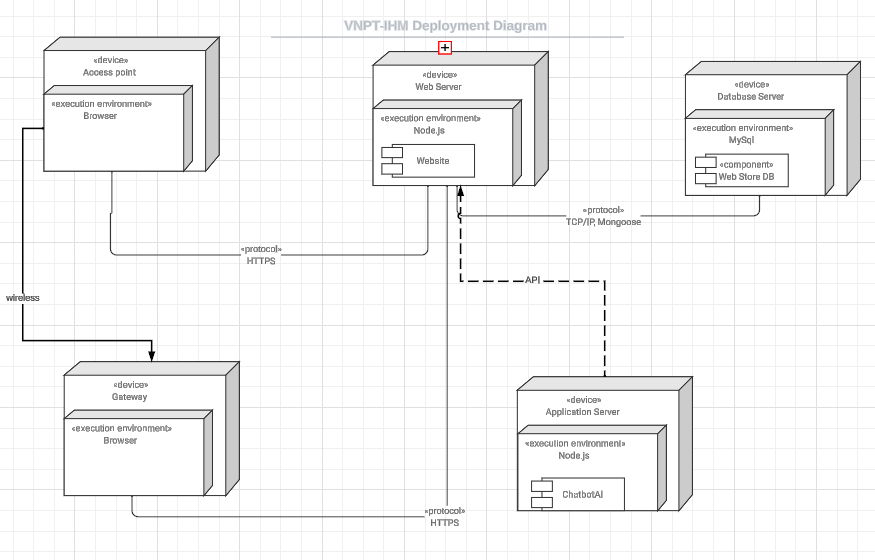 VNPT-IHM Deployment Diagram
«device»
Access point
«execution environment»
Browser
«device»
Web Server
«execution environment»
Node.js
Website
«device»
Database Server
«execution environment»
MySql
«component»
Web Store DB
«protocol»
TCP/IP, Mongoose
«protocol»
HTTPS
API
wireless
«device»
Gateway
«execution environment»
Browser
«device»
Application Server
«execution environment»
Node.js
ChatbotAI
«protocol»
HTTPS